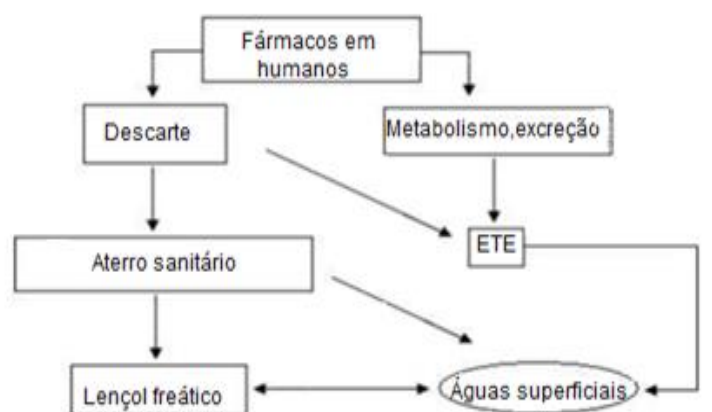 Fármacos em
humanos
Descarte
Metabolismo,excreção
ETE
Aterro sanitário
Lençol freático
Águas superficiais